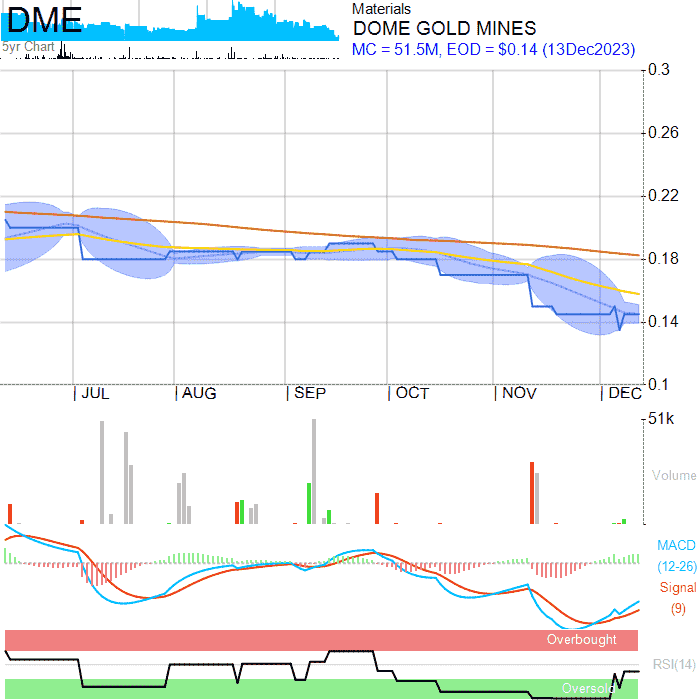 DME
5yr Chart
Materials
DOME GOLD MINES
MC = 51.5M, EOD = $0.14 (13Dec2023)
0.3
0.26
0.22
0.18
0.14
0.1
| JUL | AUG | SEP | OCT | NOV | DEC
51k
Volume
MACD
(12-26)
Signal
(9)
Overbought
RSI(14)
Oversold